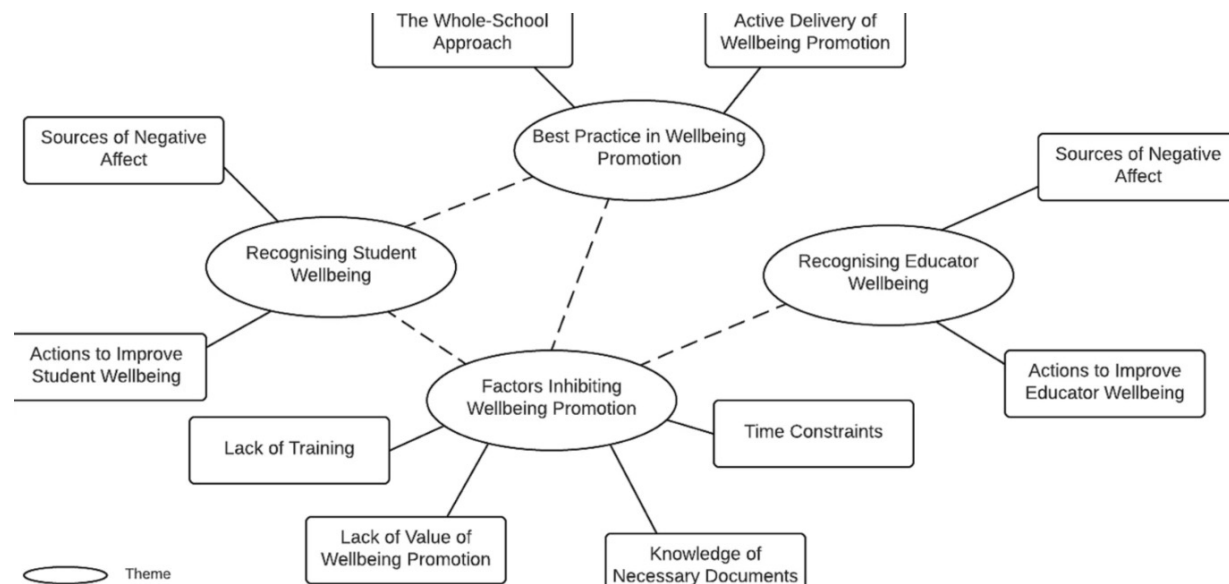 The Whole-School
Approach
Active Delivery of
Wellbeing Promotion
Sources of Negative
Affect
Best Practice in Wellbeing
Promotion
Sources of Negative
Affect
Recognising Student
Wellbeing
Recognising Educator
Wellbeing
Actions to Improve
Student Wellbeing
Factors Inhibiting
Wellbeing Promotion
Actions to Improve
Educator Wellbeing
Lack of Training
Time Constraints
Lack of Value of
Wellbeing Promotion
Knowledge of
Necessary Documents
Theme